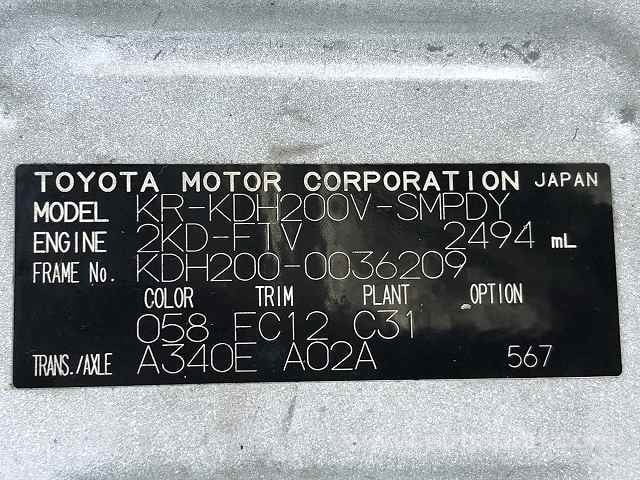 TOYOTA MOTOR CORPORATION JAPAN
MODEL KR-KDH200V-SMPDY
ENGINE 2KD-FTV 2494 mL
FRAME No. KDH200-0036209
COLOR TRIM PLANT OPTION
058 FC12 C31
TRANS./AXLE A340E A02A 567